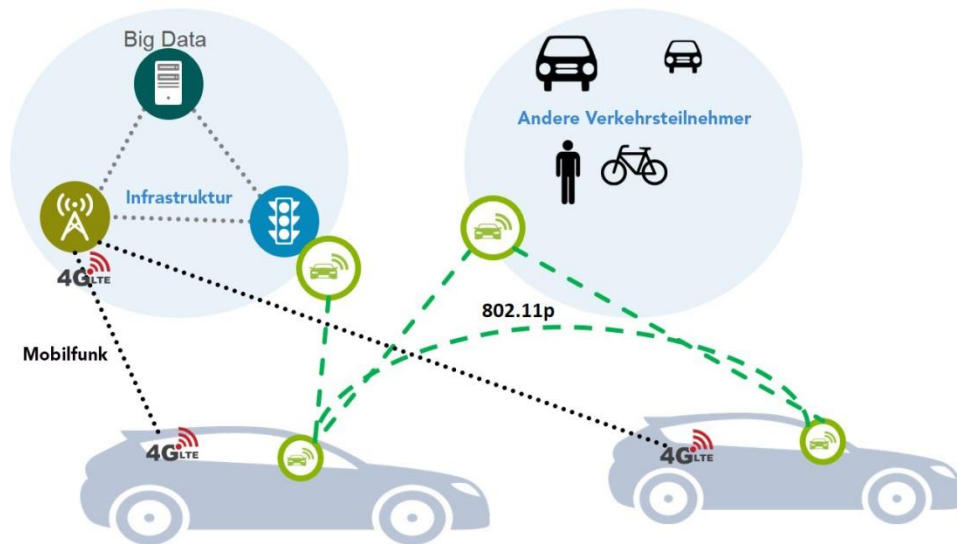 Big Data
Andere Verkehrsteilnehmer
Infrastruktur
4G LTE
802.11p
Mobilfunk
4G LTE
4G LTE